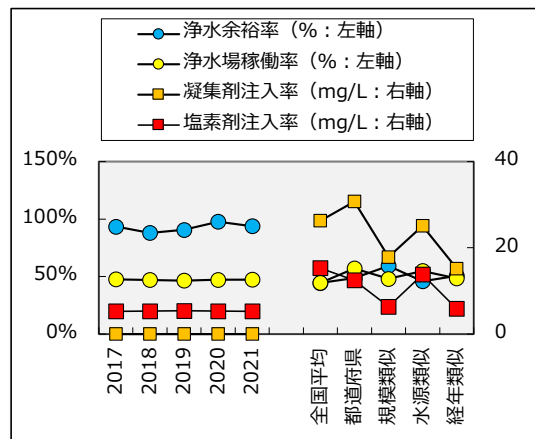 浄水余裕率（%：左軸）
浄水場稼働率（%：左軸）
凝集剤注入率（mg/L：右軸）
塩素剤注入率（mg/L：右軸）
150%
100%
50%
0%
40
20
0
2017
2018
2019
2020
2021
全国平均
都道府県
規模類似
水源類似
経年類似